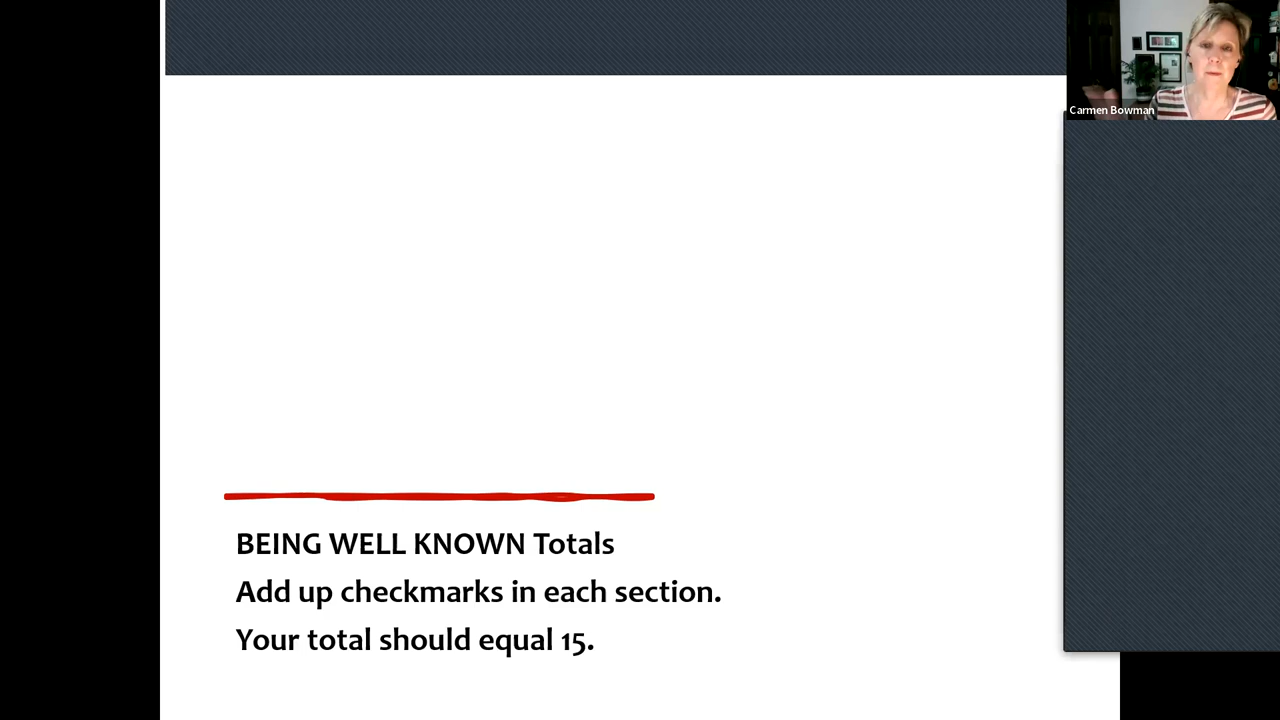 Carmen Bowman
BEING WELL KNOWN Totals
Add up checkmarks in each section.
Your total should equal 15.